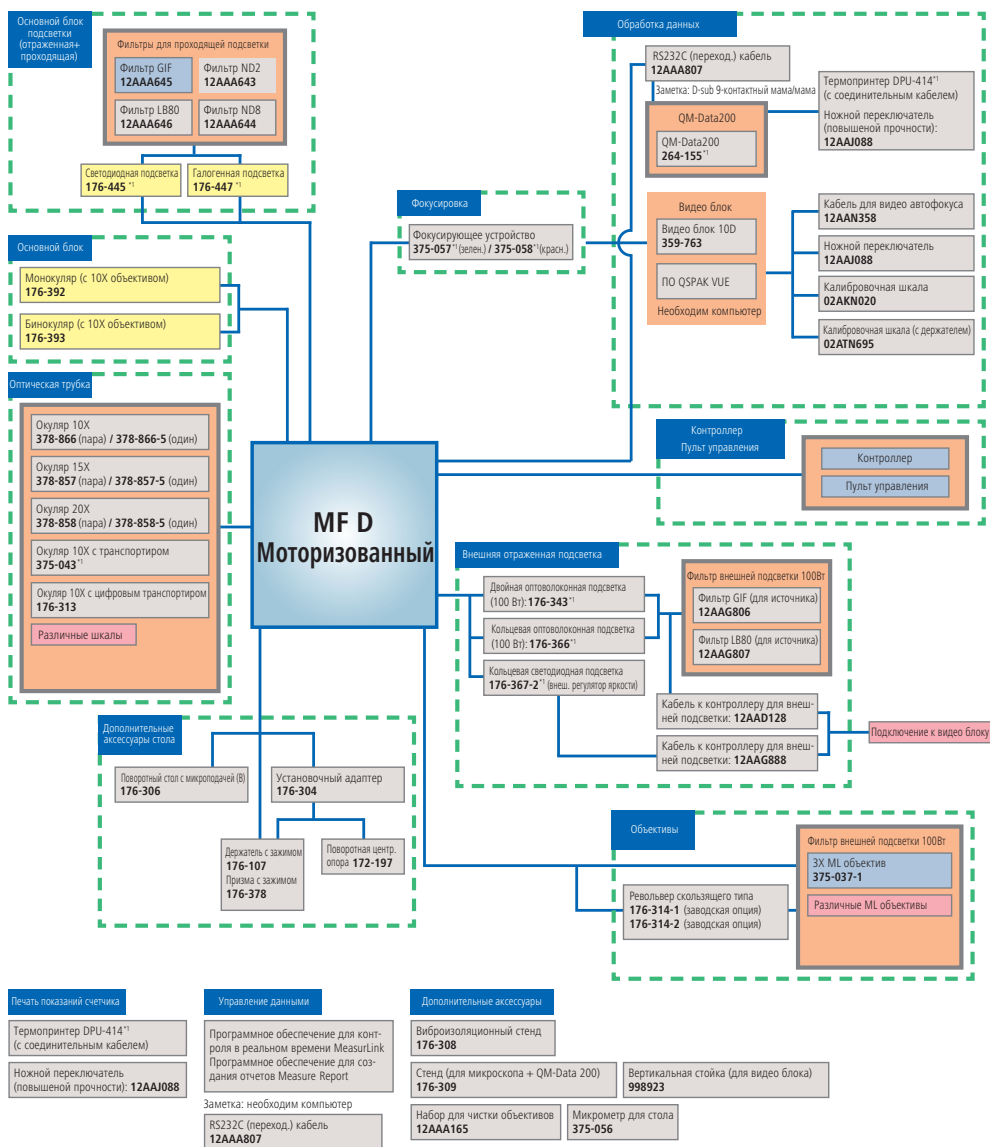 Основной блок
подсветки
(отраженная+
проходящая)
Фильтры для проходящей подсветки
Фильтр GIF
12AAA645
Фильтр ND2
12AAA643
Фильтр LB80
12AAA646
Фильтр ND8
12AAA644
Светодиодная подсветка
176-445 *1
Галогенная подсветка
176-447 *1
Основной блок
Монокуляр (с 10X объективом)
176-392
Бинокуляр (с 10X объективом)
176-393
Оптическая трубка
Окуляр 10X
378-866 (пара) / 378-866-5 (один)
Окуляр 15X
378-857 (пара) / 378-857-5 (один)
Окуляр 20X
378-858 (пара) / 378-858-5 (один)
Окуляр 10X с транспортиром
375-043*1
Окуляр 10X с цифровым транспортиром
176-313
Различные шкалы
MF D
Моторизованный
Фокусировка
Фокусирующее устройство
375-057*1 (зелен.) / 375-058*1(красн.)
Обработка данных
RS232C (переход.) кабель
12AAA807
Заметка: D-sub 9-контактный мама/мама
QM-Data200
QM-Data200
264-155*1
Термопринтер DPU-414*1
(с соединительным кабелем)
Ножной переключатель
(повышеной прочности):
12AAJ088
Видео блок
Видео блок 10D
359-763
ПО QSPAK VUE
Необходим компьютер
Кабель для видео автофокуса
12AAN358
Ножной переключатель
12AAJ088
Калибровочная шкала
02AKN020
Калибровочная шкала (с держателем)
02ATN695
Контроллер
Пульт управления
Контроллер
Пульт управления
Внешняя отраженная подсветка
Двойная оптоволоконная подсветка
(100 Вт): 176-343*1
Кольцевая оптоволоконная подсветка
(100 Вт): 176-366*1
Кольцевая светодиодная подсветка
176-367-2*1 (внеш. регулятор яркости)
Фильтр внешней подсветки 100Вт
Фильтр GIF (для источника)
12AAG806
Фильтр LB80 (для источника)
12AAG807
Кабель к контроллеру для внеш-
ней подсветки: 12AAD128
Кабель к контроллеру для внеш-
ней подсветки: 12AAG888
Подключение к видео блоку
Дополнительные
аксессуары стола
Поворотный стол с микроподачей (B)
176-306
Установочный адаптер
176-304
Держатель с зажимом
176-107
Призма с зажимом
176-378
Поворотная центр.
опора 172-197
Объективы
Револьвер скользящего типа
176-314-1 (заводская опция)
176-314-2 (заводская опция)
Фильтр внешней подсветки 100Вт
3X ML объектив
375-037-1
Различные ML объективы
Печать показаний счетчика
Термопринтер DPU-414*1
(с соединительным кабелем)
Ножной переключатель
(повышеной прочности): 12AAJ088
Управление данными
Программное обеспечение для конт-
роля в реальном времени MeasurLink
Программное обеспечение для соз-
дания отчетов Measure Report
Заметка: необходим компьютер
RS232C (переход.) кабель
12AAA807
Дополнительные аксессуары
Виброизоляционный стенд
176-308
Стенд (для микроскопа + QM-Data 200)
176-309
Вертикальная стойка (для видео блока)
998923
Набор для чистки объективов
12AAA165
Микрометр для стола
375-056